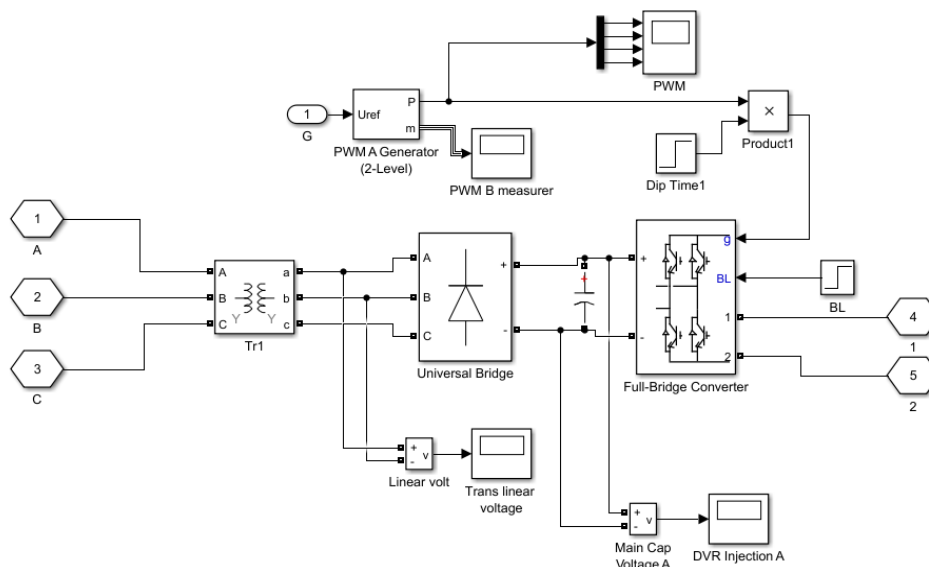 PWM
1
G
Uref
P
m
PWM A Generator
(2-Level)
PWM B measurer
×
Product1
Dip Time1
1
A
2
B
3
C
A
B
C
a
b
c
Y
Y
Tr1
A
B
C
+
-
Universal Bridge
+
+
-
g
BL
1
2
Full-Bridge Converter
BL
4
1
5
2
+
-
v
Linear volt
Trans linear
voltage
+
-
v
Main Cap
Voltage A
DVR Injection A